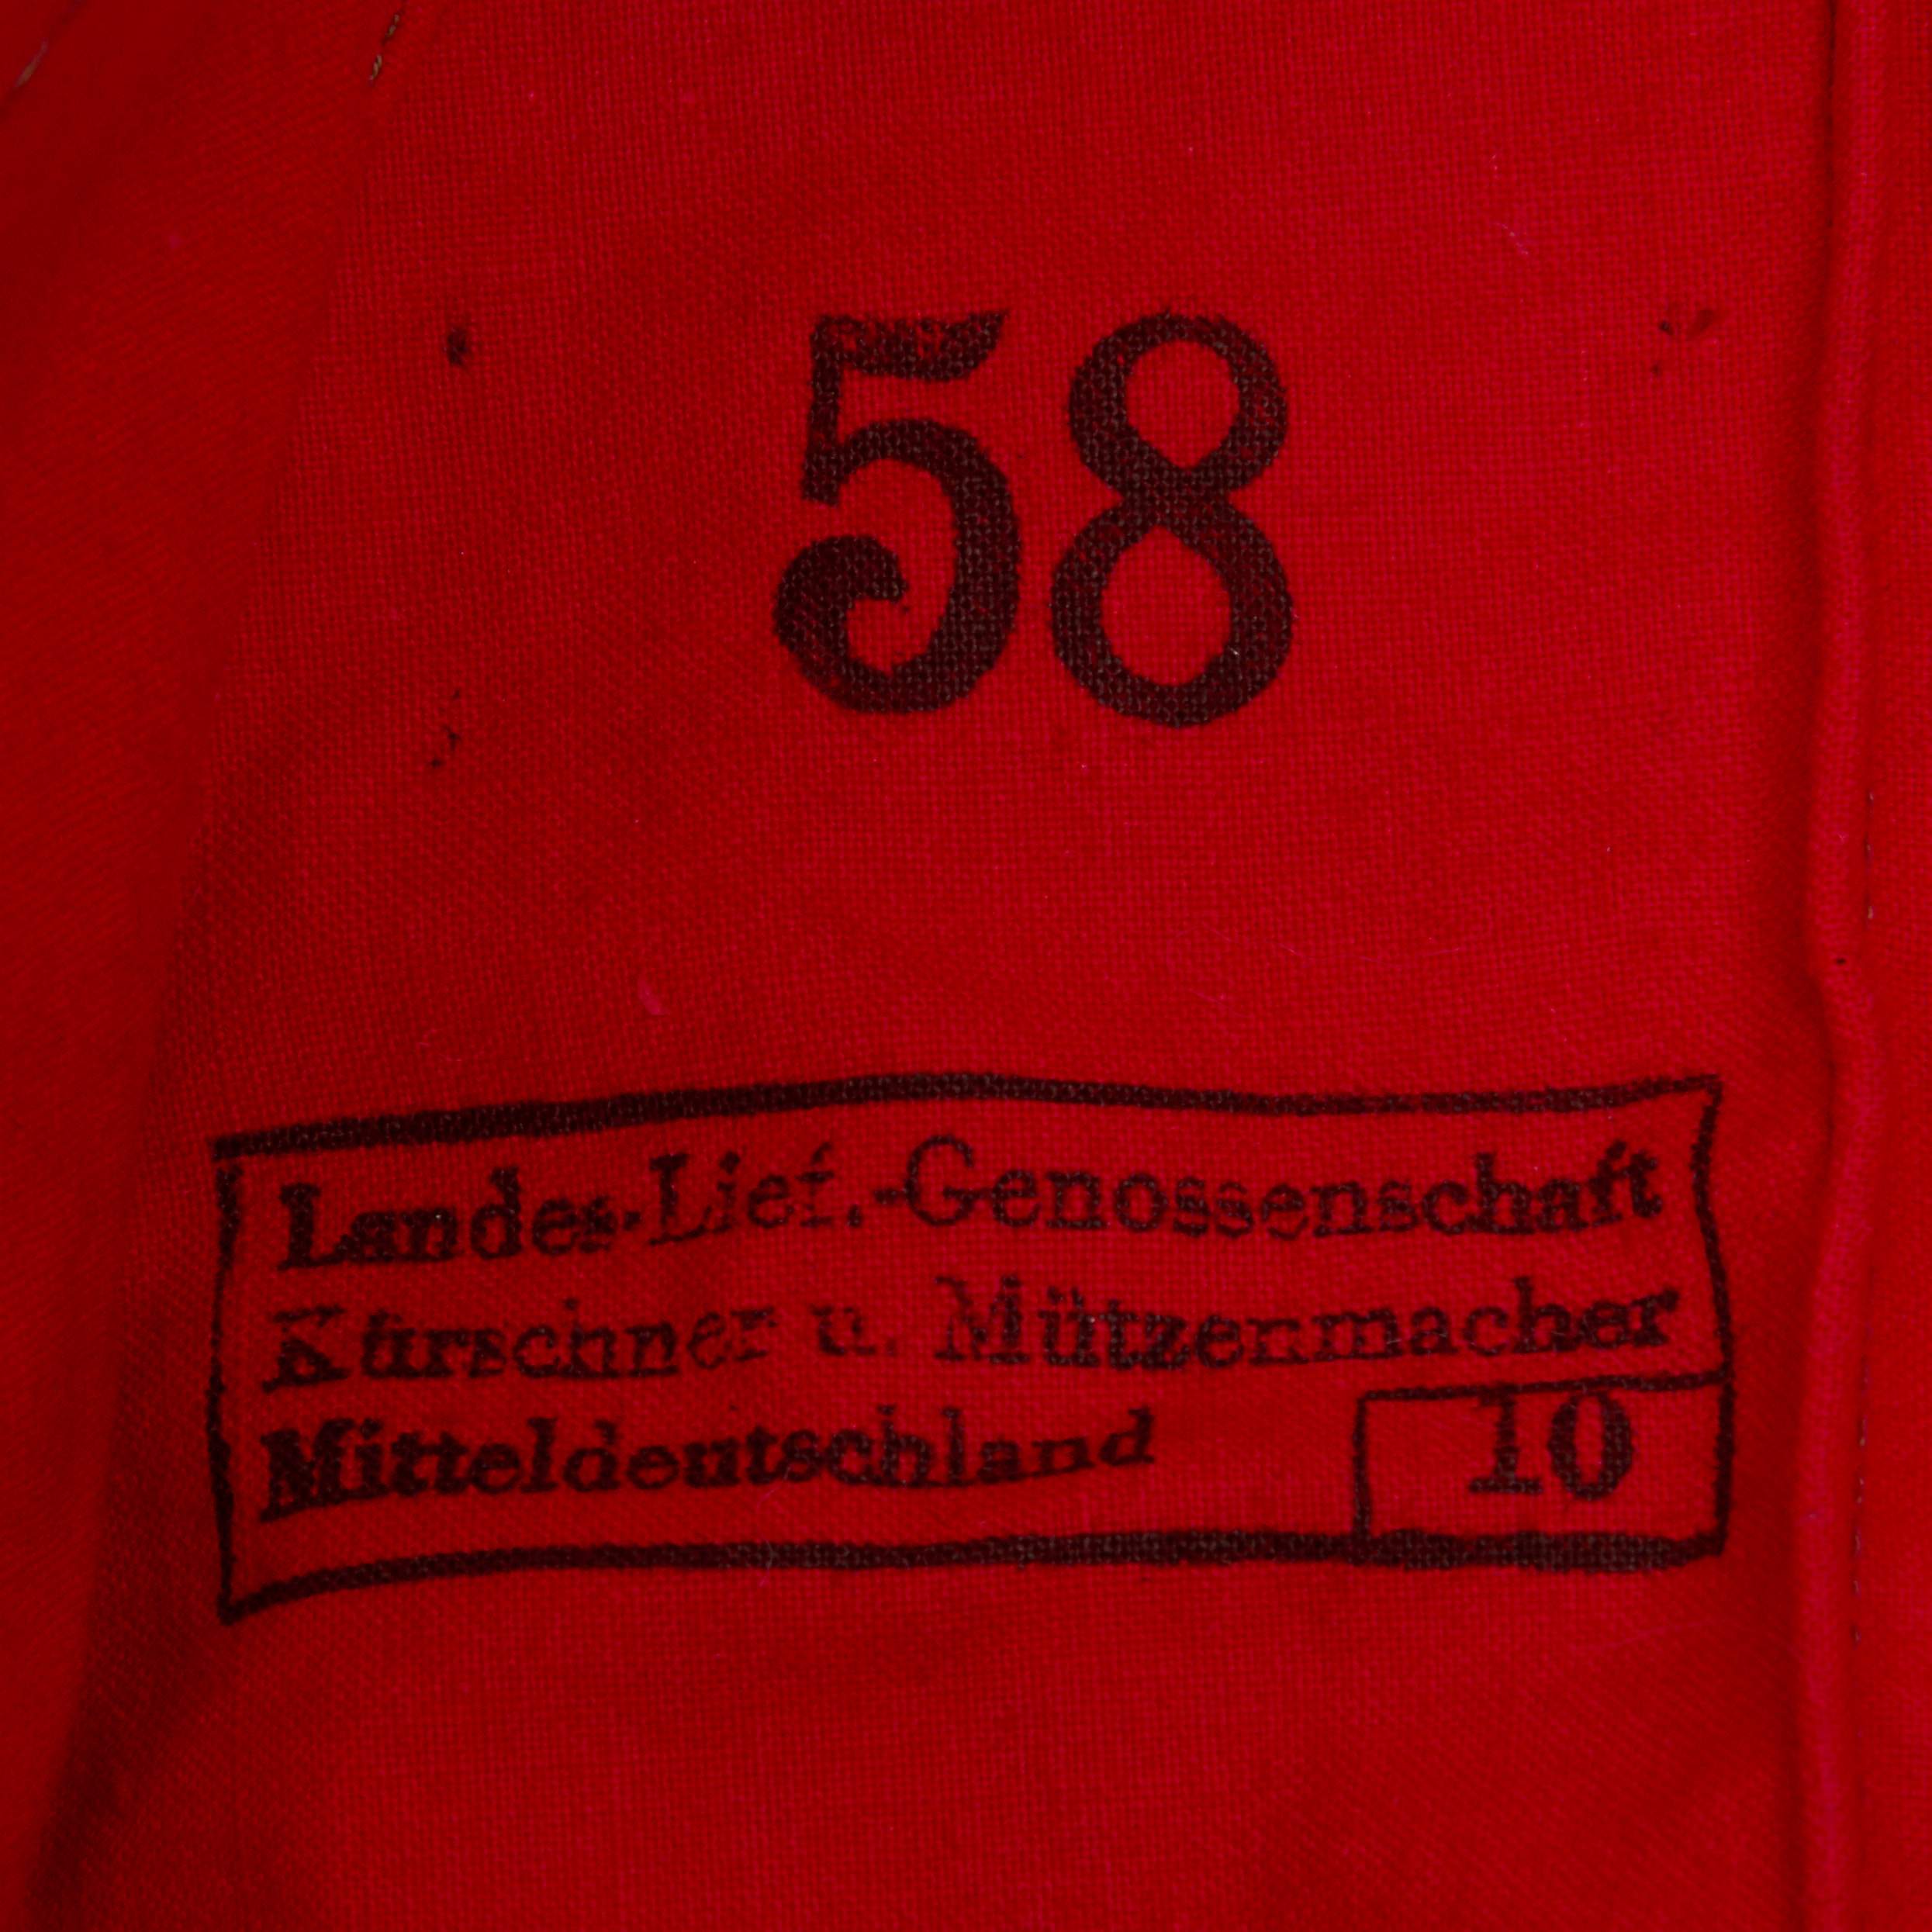 58
Landes-Lief.-Genossenschaft
Kürschner u. Mützenmacher
Mitteldeutschland
10